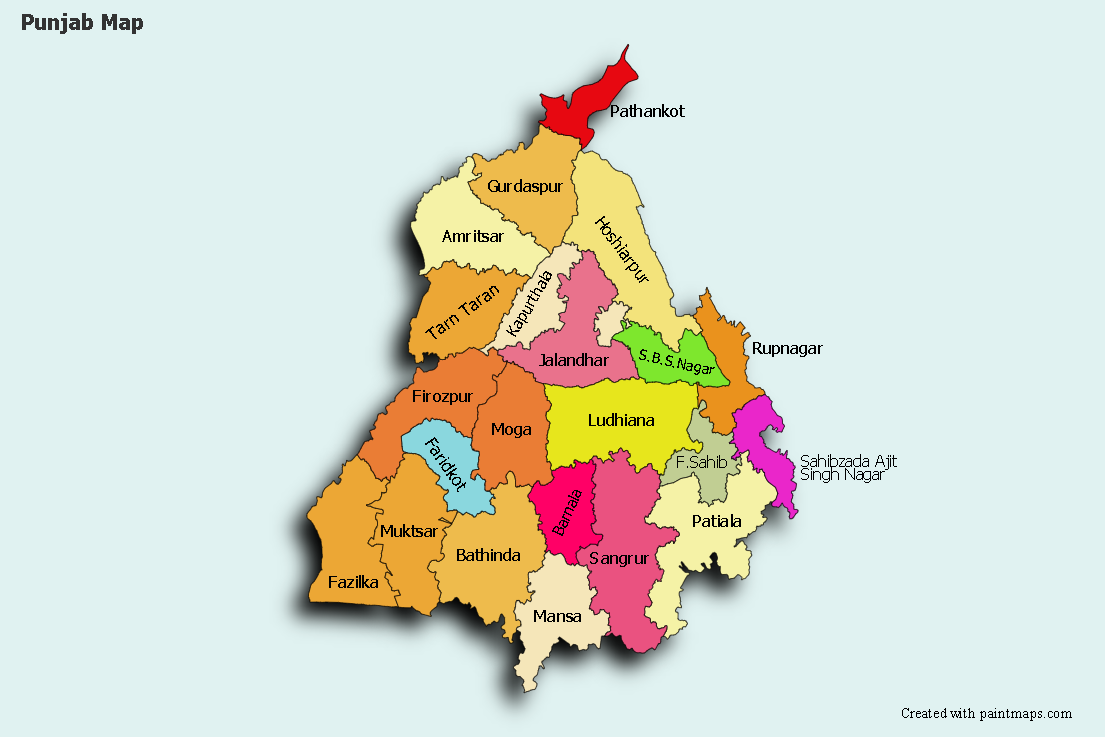 Punjab Map
Pathankot
Gurdaspur
Amritsar
Hoshiarpur
Tarn Taran
Kapurthala
Jalandhar
S.B.S.Nagar
Rupnagar
Firozpur
Moga
Ludhiana
Faridkot
F.Sahib
Sahibzada Ajit
Singh Nagar
Muktsar
Barnala
Patiala
Bathinda
Sangrur
Fazilka
Mansa
Created with paintmaps.com